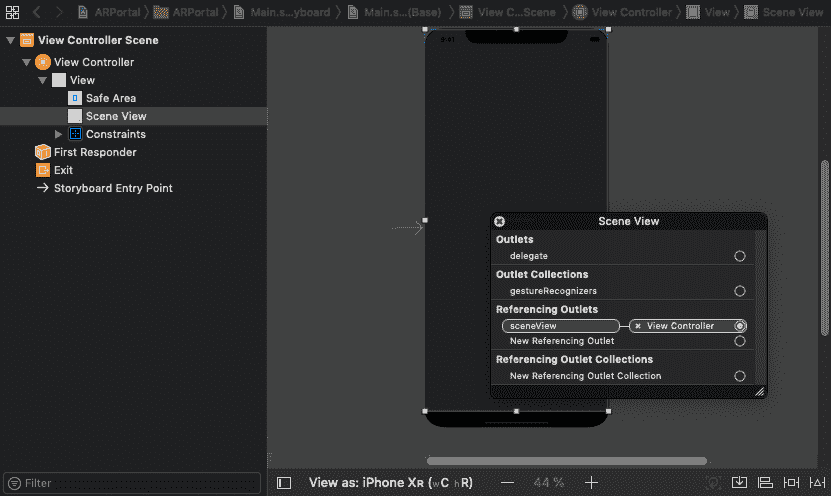 ARPortal ARPortal Main.s...yboard Main.s...(Base) View C...Scene View Controller View Scene View
View Controller Scene
View Controller
View
Safe Area
Scene View
Constraints
First Responder
Exit
Storyboard Entry Point
9:41
Scene View
Outlets
delegate
Outlet Collections
gestureRecognizers
Referencing Outlets
sceneView View Controller
New Referencing Outlet
Referencing Outlet Collections
New Referencing Outlet Collection
Filter
View as: iPhone XR (wC hR) 44 %